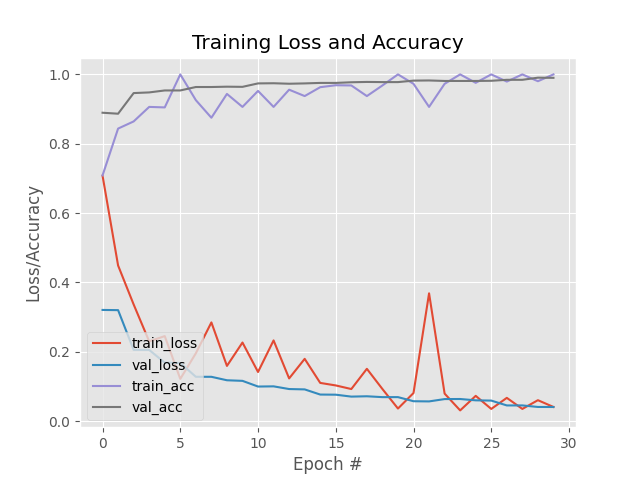 Training Loss and Accuracy
1.0
0.8
0.6
0.4
0.2
0.0
Loss/Accuracy
train_loss
val_loss
train_acc
val_acc
0 5 10 15 20 25 30
Epoch #